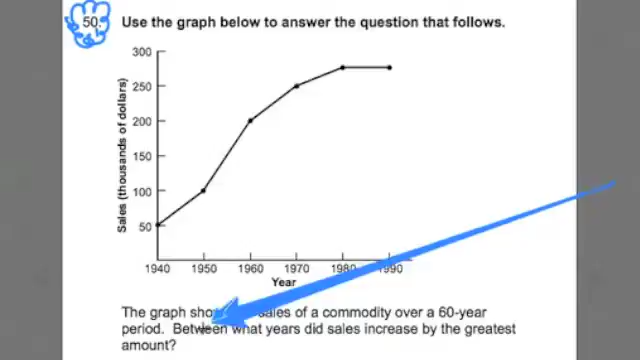 50. Use the graph below to answer the question that follows.
300
250
200
150
100
50
Sales (thousands of dollars)
1940 1950 1960 1970 1980 1990
Year
The graph sales of a commodity over a 60-year
period. Between what years did sales increase by the greatest
amount?